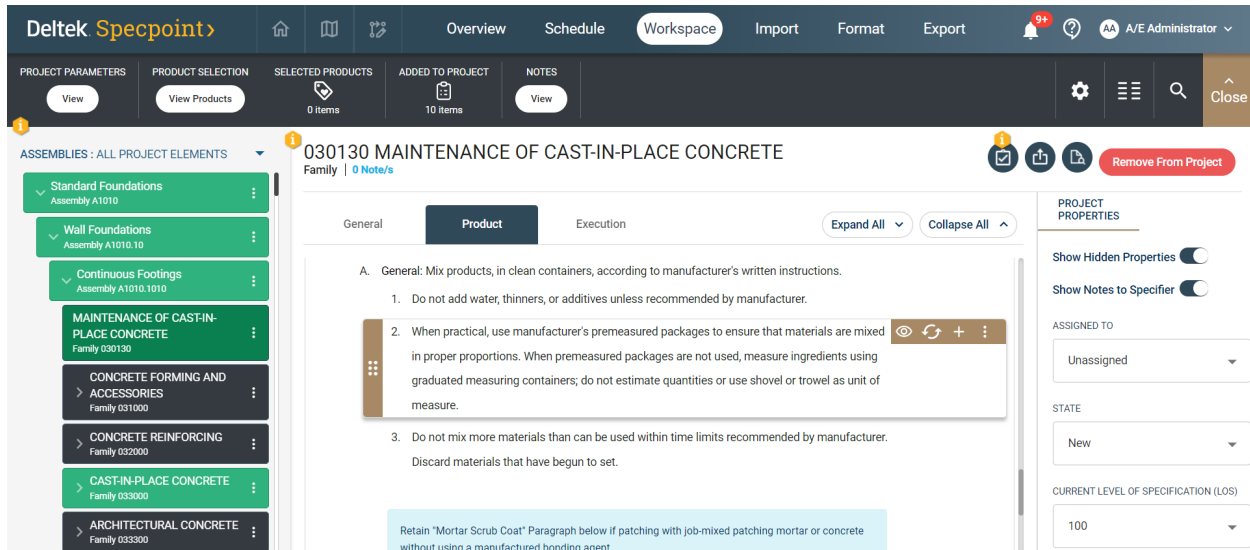 Deltek Specpoint
Overview
Schedule
Workspace
Import
Format
Export
9+
AA
A/E Administrator
PROJECT PARAMETERS
View
PRODUCT SELECTION
View Products
SELECTED PRODUCTS
0 items
ADDED TO PROJECT
10 items
NOTES
View
Close
ASSEMBLIES : ALL PROJECT ELEMENTS
Standard Foundations
Assembly A1010
Wall Foundations
Assembly A1010.10
Continuous Footings
Assembly A1010.1010
MAINTENANCE OF CAST-IN-
PLACE CONCRETE
Family 030130
CONCRETE FORMING AND
ACCESSORIES
Family 031000
CONCRETE REINFORCING
Family 032000
CAST-IN-PLACE CONCRETE
Family 033000
ARCHITECTURAL CONCRETE
Family 033300
030130 MAINTENANCE OF CAST-IN-PLACE CONCRETE
Family | 0 Note/s
Remove From Project
General
Product
Execution
Expand All
Collapse All
A. General: Mix products, in clean containers, according to manufacturer's written instructions.
1. Do not add water, thinners, or additives unless recommended by manufacturer.
2. When practical, use manufacturer's premeasured packages to ensure that materials are mixed
in proper proportions. When premeasured packages are not used, measure ingredients using
graduated measuring containers; do not estimate quantities or use shovel or trowel as unit of
measure.
3. Do not mix more materials than can be used within time limits recommended by manufacturer.
Discard materials that have begun to set.
Retain "Mortar Scrub Coat" Paragraph below if patching with job-mixed patching mortar or concrete
without using a manufactured bonding agent.
PROJECT
PROPERTIES
Show Hidden Properties
Show Notes to Specifier
ASSIGNED TO
Unassigned
STATE
New
CURRENT LEVEL OF SPECIFICATION (LOS)
100